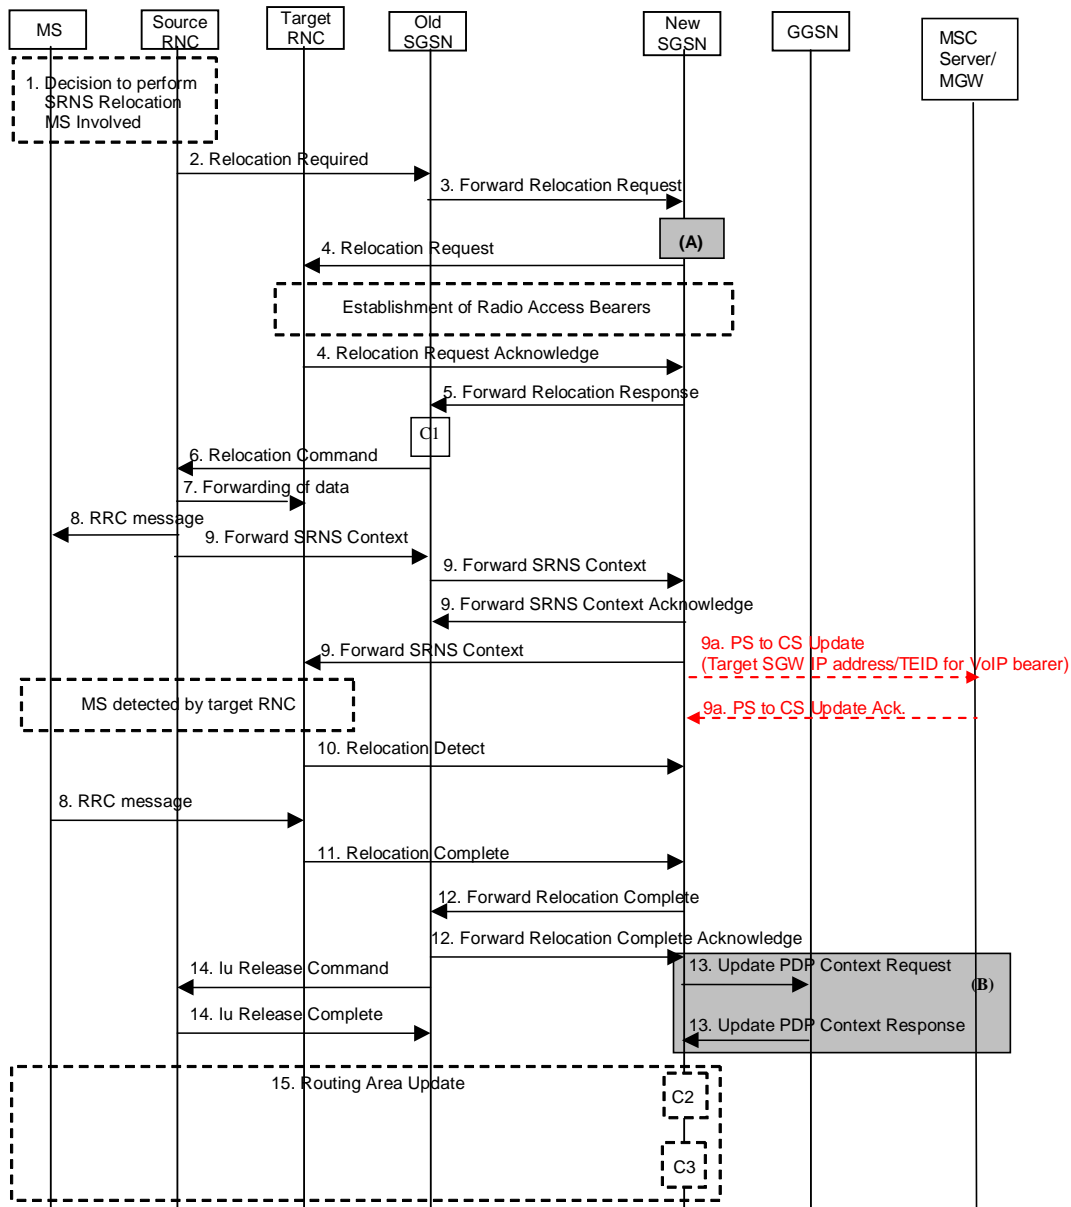 MS
Source
RNC
Target
RNC
Old
SGSN
New
SGSN
GGSN
MSC
Server/
MGW
1. Decision to perform
SRNS Relocation
MS Involved
2. Relocation Required
3. Forward Relocation Request
(A)
4. Relocation Request
Establishment of Radio Access Bearers
4. Relocation Request Acknowledge
5. Forward Relocation Response
C1
6. Relocation Command
7. Forwarding of data
8. RRC message
9. Forward SRNS Context
9. Forward SRNS Context
9. Forward SRNS Context Acknowledge
9. Forward SRNS Context
9a. PS to CS Update
(Target SGW IP address/TEID for VoIP bearer)
MS detected by target RNC
9a. PS to CS Update Ack.
10. Relocation Detect
8. RRC message
11. Relocation Complete
12. Forward Relocation Complete
12. Forward Relocation Complete Acknowledge
14. Iu Release Command
13. Update PDP Context Request
(B)
14. Iu Release Complete
13. Update PDP Context Response
15. Routing Area Update
C2
C3